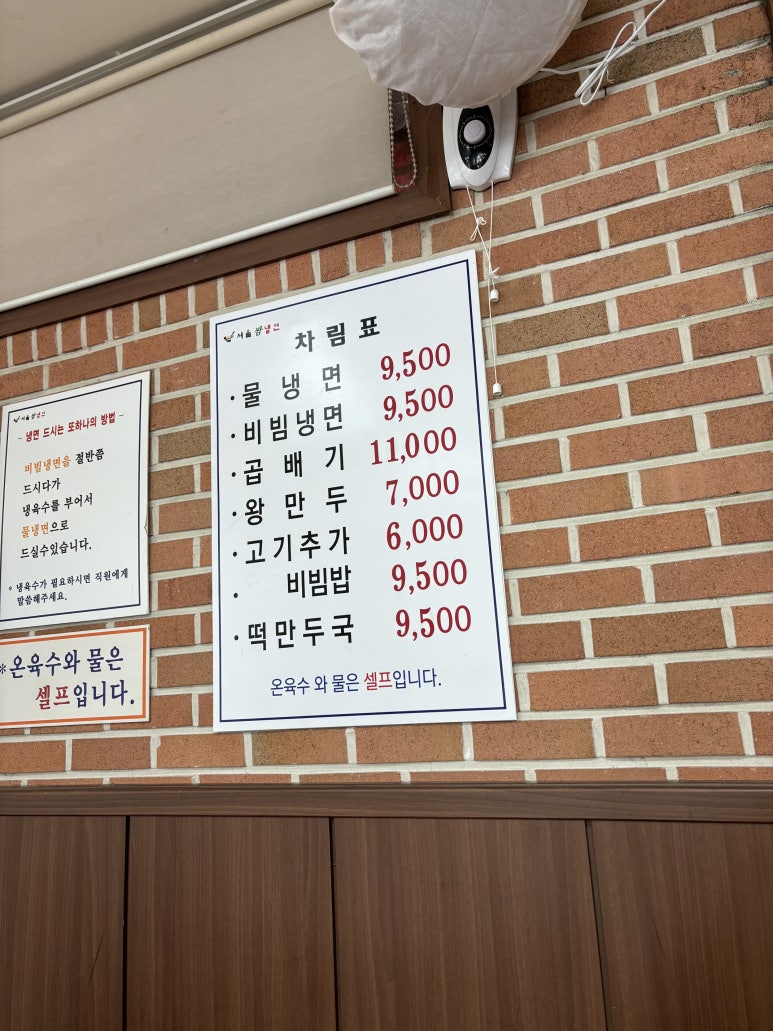 서울깡냉면
- 냉면 드시는 또하나의 방법 -
비빔냉면을 절반쯤
드시다가
냉육수를 부어서
물냉면으로
드실수있습니다.
* 냉육수가 필요하시면 직원에게
말씀해주세요.
*온육수와 물은
셀프입니다.
차림표
·물냉면 9,500
·비빔냉면 9,500
·곱배기 11,000
·왕만두 7,000
·고기추가 6,000
·비빔밥 9,500
·떡만두국 9,500
온육수 와 물은 셀프입니다.